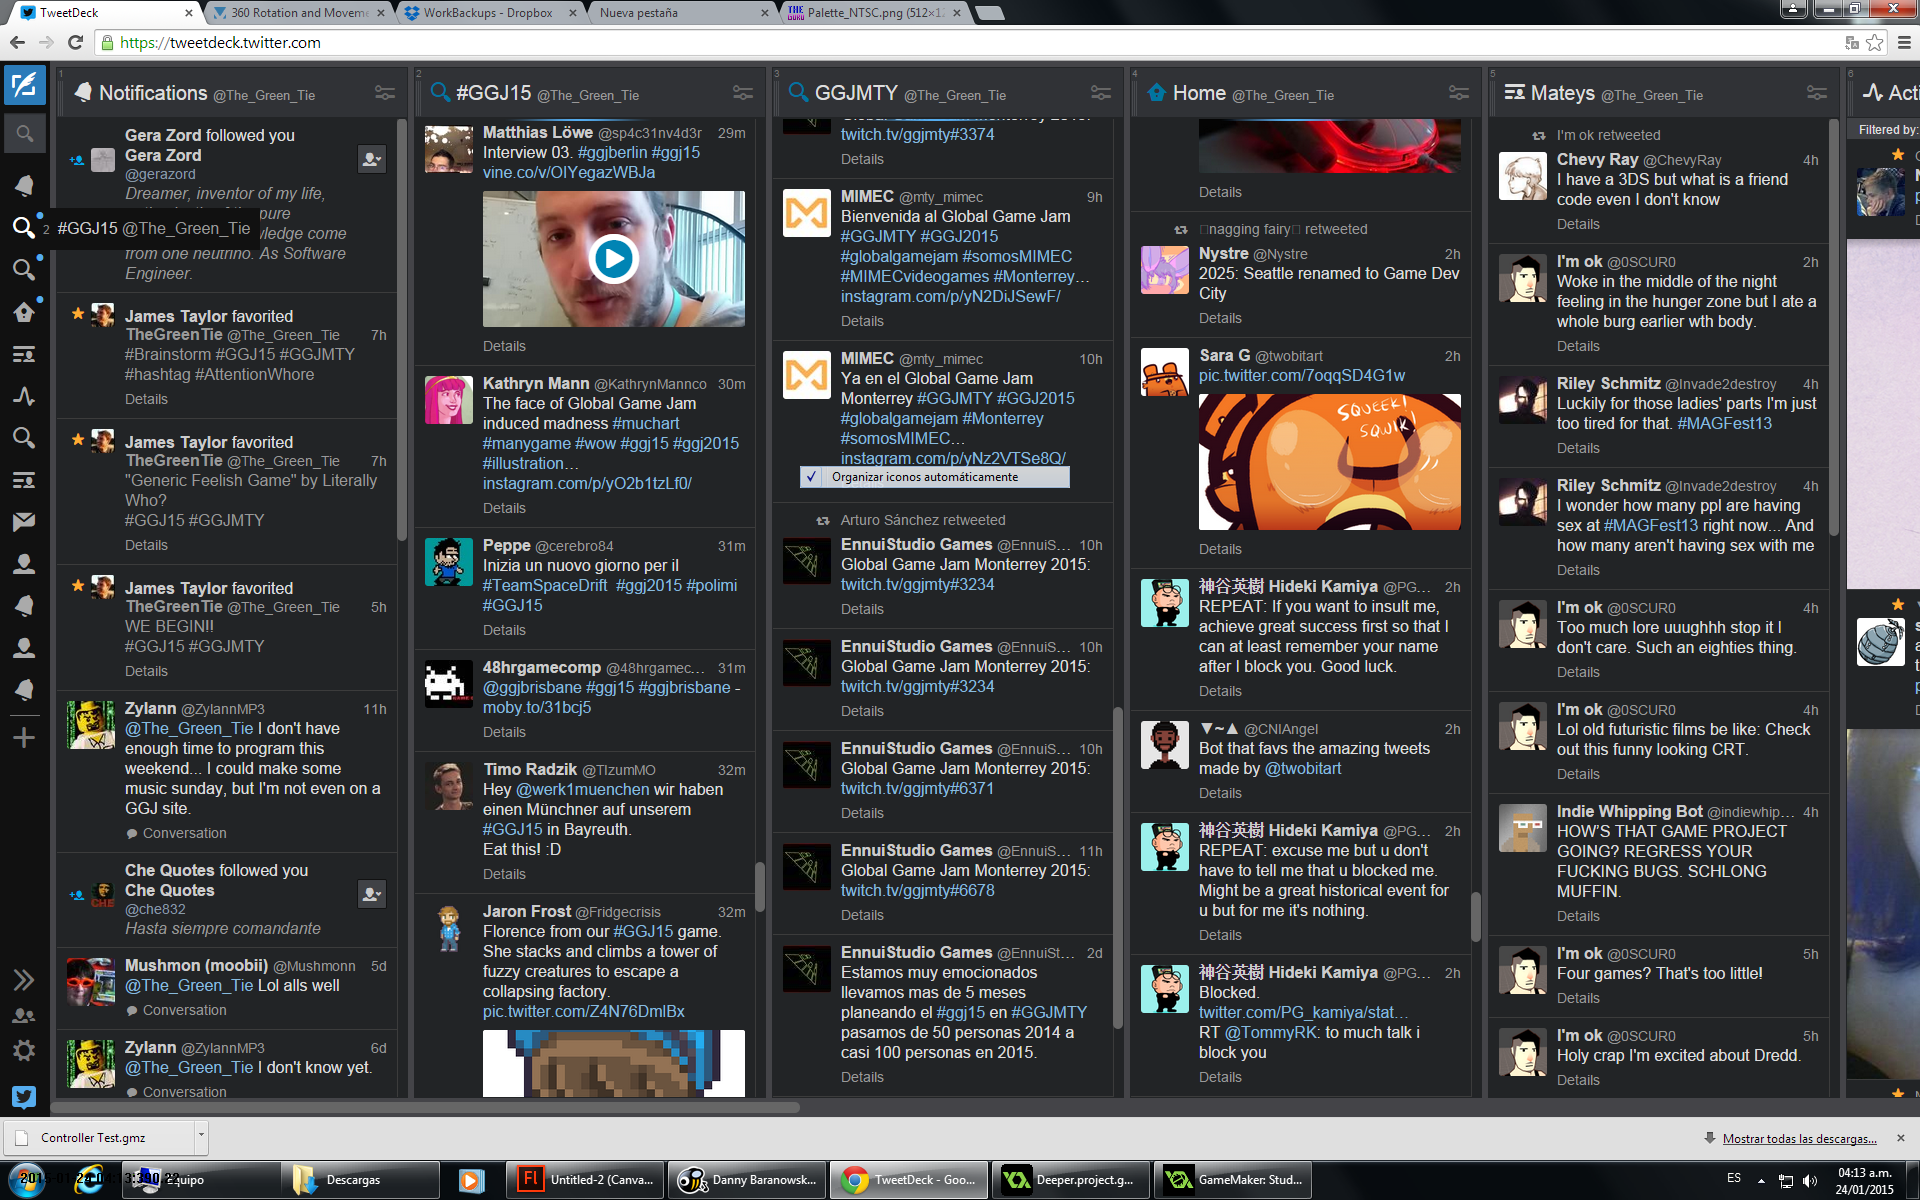 TweetDeck
360 Rotation and Moveme
WorkBackups - Dropbox
Nueva pestaña
Palette_NTSC.png (512×1
https://tweetdeck.twitter.com
1
Notifications @The_Green_Tie
Gera Zord followed you
Gera Zord
@gerazord
Dreamer, inventor of my life,
pure
2 #GGJ15 @The_Green_Tie
ledge come
from one neutrino. As Software
Engineer.
James Taylor favorited
TheGreenTie @The_Green_Tie 7h
#Brainstorm #GGJ15 #GGJMTY
#hashtag #AttentionWhore
Details
James Taylor favorited
TheGreenTie @The_Green_Tie 7h
"Generic Feelish Game" by Literally
Who?
#GGJ15 #GGJMTY
Details
James Taylor favorited
TheGreenTie @The_Green_Tie 5h
WE BEGIN!!
#GGJ15 #GGJMTY
Details
Zylann @ZylannMP3 11h
@The_Green_Tie I don't have
enough time to program this
weekend... I could make some
music sunday, but I'm not even on a
GGJ site.
Conversation
Che Quotes followed you
Che Quotes
@che832
Hasta siempre comandante
Mushmon (moobii) @Mushmonn 5d
@The_Green_Tie Lol alls well
Conversation
Zylann @ZylannMP3 6d
@The_Green_Tie I don't know yet.
Conversation
2
#GGJ15 @The_Green_Tie
Matthias Löwe @sp4c31nv4d3r 29m
Interview 03. #ggjberlin #ggj15
vine.co/v/OIYegazWBJa
Details
Kathryn Mann @KathrynMannco 30m
The face of Global Game Jam
induced madness #muchart
#manygame #wow #ggj15 #ggj2015
#illustration…
instagram.com/p/yO2b1tzLf0/
Details
Peppe @cerebro84 31m
Inizia un nuovo giorno per il
#TeamSpaceDrift #ggj2015 #polimi
#GGJ15
Details
48hrgamecomp @48hrgamec... 31m
@ggjbrisbane #ggj15 #ggjbrisbane -
moby.to/31bcj5
Details
Timo Radzik @TIzumMO 32m
Hey @werk1muenchen wir haben
einen Münchner auf unserem
#GGJ15 in Bayreuth.
Eat this! :D
Details
Jaron Frost @Fridgecrisis 32m
Florence from our #GGJ15 game.
She stacks and climbs a tower of
fuzzy creatures to escape a
collapsing factory.
pic.twitter.com/Z4N76DmlBx
3
GGJMTY @The_Green_Tie
twitch.tv/ggjmty#3374
Details
MIMEC @mty_mimec 9h
Bienvenida al Global Game Jam
#GGJMTY #GGJ2015
#globalgamejam #somosMIMEC
#MIMECvideogames #Monterrey…
instagram.com/p/yN2DiJSewF/
Details
MIMEC @mty_mimec 10h
Ya en el Global Game Jam
Monterrey #GGJMTY #GGJ2015
#globalgamejam #Monterrey
#somosMIMEC…
instagram.com/p/yNz2VTSe8Q/
Organizar iconos automáticamente
Arturo Sánchez retweeted
EnnuiStudio Games @EnnuiS... 10h
Global Game Jam Monterrey 2015:
twitch.tv/ggjmty#3234
Details
EnnuiStudio Games @EnnuiS... 10h
Global Game Jam Monterrey 2015:
twitch.tv/ggjmty#3234
Details
EnnuiStudio Games @EnnuiS... 10h
Global Game Jam Monterrey 2015:
twitch.tv/ggjmty#6371
Details
EnnuiStudio Games @EnnuiS... 11h
Global Game Jam Monterrey 2015:
twitch.tv/ggjmty#6678
Details
EnnuiStudio Games @EnnuiSt... 2d
Estamos muy emocionados
llevamos mas de 5 meses
planeando el #ggj15 en #GGJMTY
pasamos de 50 personas 2014 a
casi 100 personas en 2015.
Details
4
Home @The_Green_Tie
Details
nagging fairy retweeted
Nystre @Nystre 2h
2025: Seattle renamed to Game Dev
City
Details
Sara G @twobitart 2h
pic.twitter.com/7oqqSD4G1w
SQUEEK!
SQWIK!
Details
神谷英樹 Hideki Kamiya @PG... 2h
REPEAT: If you want to insult me,
achieve great success first so that I
can at least remember your name
after I block you. Good luck.
Details
▼~▲ @CNIAngel 2h
Bot that favs the amazing tweets
made by @twobitart
Details
神谷英樹 Hideki Kamiya @PG... 2h
REPEAT: excuse me but u don't
have to tell me that u blocked me.
Might be a great historical event for
u but for me it's nothing.
Details
神谷英樹 Hideki Kamiya @PG... 2h
Blocked.
twitter.com/PG_kamiya/stat…
RT @TommyRK: to much talk i
block you
Details
5
Mateys @The_Green_Tie
I'm ok retweeted
Chevy Ray @ChevyRay 4h
I have a 3DS but what is a friend
code even I don't know
Details
I'm ok @0SCUR0 2h
Woke in the middle of the night
feeling in the hunger zone but I ate a
whole burg earlier wth body.
Details
Riley Schmitz @Invade2destroy 4h
Luckily for those ladies' parts I'm just
too tired for that. #MAGFest13
Details
Riley Schmitz @Invade2destroy 4h
I wonder how many ppl are having
sex at #MAGFest13 right now... And
how many aren't having sex with me
Details
I'm ok @0SCUR0 4h
Too much lore uuughhh stop it I
don't care. Such an eighties thing.
Details
I'm ok @0SCUR0 4h
Lol old futuristic films be like: Check
out this funny looking CRT.
Details
Indie Whipping Bot @indiewhip... 4h
HOW'S THAT GAME PROJECT
GOING? REGRESS YOUR
FUCKING BUGS. SCHLONG
MUFFIN.
Details
I'm ok @0SCUR0 5h
Four games? That's too little!
Details
I'm ok @0SCUR0 5h
Holy crap I'm excited about Dredd.
Details
6
Acti
Filtered by:
Controller Test.gmz
Mostrar todas las descargas...
Equipo
Descargas
Untitled-2 (Canva...
Danny Baranowsk...
TweetDeck - Goo...
Deeper.project.g...
GameMaker: Stud...
ES
04:13 a.m.
24/01/2015